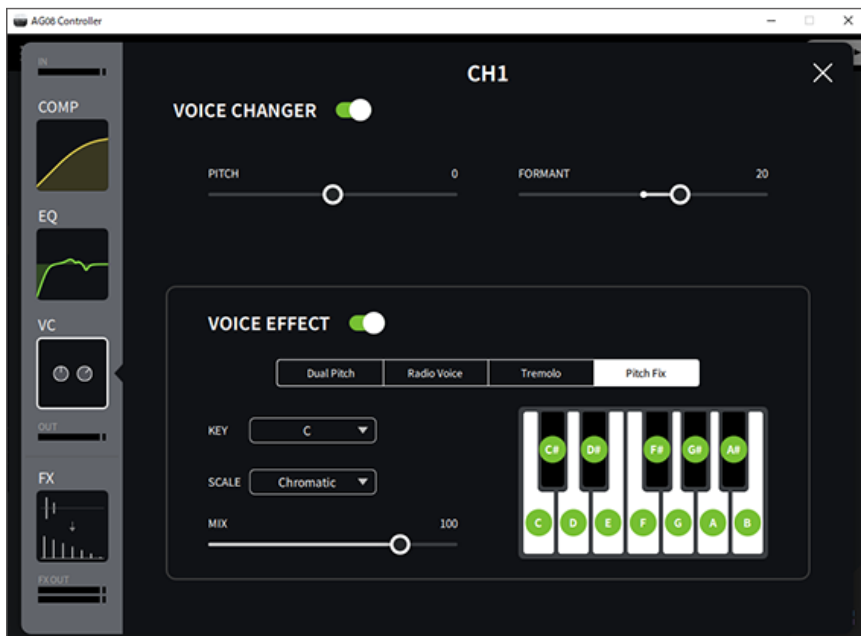 AG08 Controller
IN
COMP
EQ
VC
OUT
FX
FX OUT
CH1
VOICE CHANGER
PITCH 0
FORMANT 20
VOICE EFFECT
Dual Pitch Radio Voice Tremolo Pitch Fix
KEY C
SCALE Chromatic
MIX 100
C# D# F# G# A#
C D E F G A B